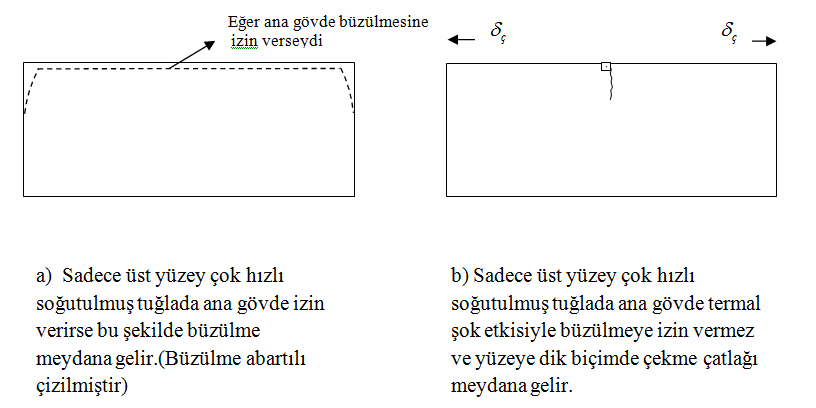 Eğer ana gövde büzülmesine
izin verseydi
δç
δç
a) Sadece üst yüzey çok hızlı
soğutulmuş tuğlada ana gövde izin
verirse bu şekilde büzülme
meydana gelir.(Büzülme abartılı
çizilmiştir)
b) Sadece üst yüzey çok hızlı
soğutulmuş tuğlada ana gövde termal
şok etkisiyle büzülmeye izin vermez
ve yüzeye dik biçimde çekme çatlağı
meydana gelir.